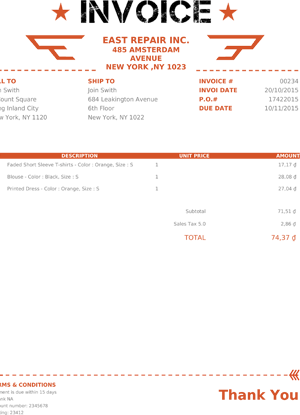 INVOICE
EAST REPAIR INC.
485 AMSTERDAM
AVENUE
NEW YORK ,NY 1023
L TO
Smith
ount Square
g Inland City
w York, NY 1120
SHIP TO
Join Smith
684 Leakington Avenue
6th Floor
New York, NY 1022
INVOICE # 00234
INVOI DATE 20/10/2015
P.O.# 17422015
DUE DATE 10/11/2015
DESCRIPTION UNIT PRICE AMOUNT
Faded Short Sleeve T-shirts - Color : Orange, Size : S 1 17,17 ₫
Blouse - Color : Black, Size : S 1 28,08 ₫
Printed Dress - Color : Orange, Size : S 1 27,04 ₫
Subtotal 71,51 ₫
Sales Tax 5.0 2,86 ₫
TOTAL 74,37 ₫
RMS & CONDITIONS
ment is due within 15 days
NA
ount number: 2345676
ing: 23412
Thank You